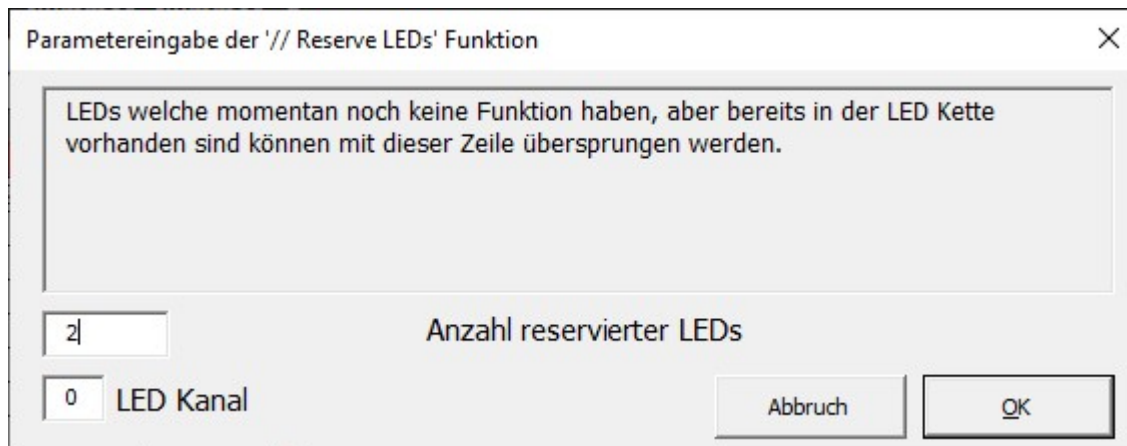 Parametereingabe der '// Reserve LEDs' Funktion
LEDs welche momentan noch keine Funktion haben, aber bereits in der LED Kette
vorhanden sind können mit dieser Zeile übersprungen werden.
2 Anzahl reservierter LEDs
0 LED Kanal
Abbruch OK